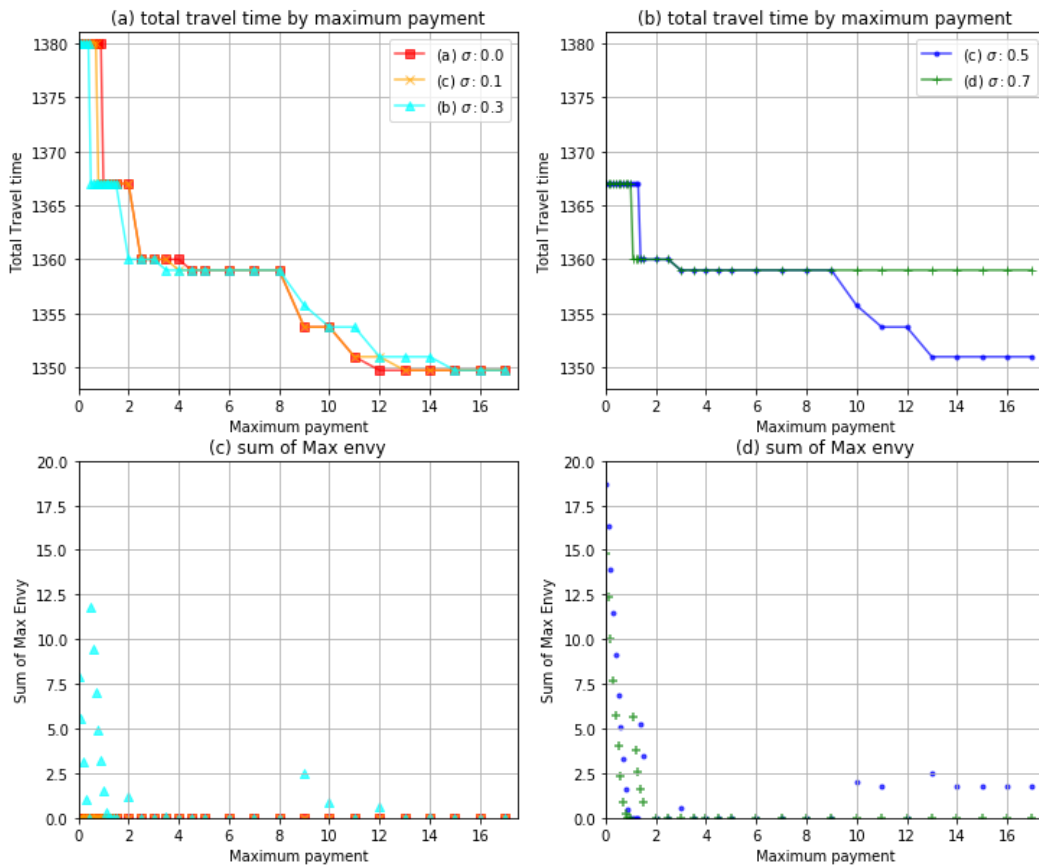 (a) total travel time by maximum payment
1380
1375
1370
1365
1360
1355
1350
Total Travel time
(a) σ: 0.0
(c) σ: 0.1
(b) σ: 0.3
0 2 4 6 8 10 12 14 16
Maximum payment
(b) total travel time by maximum payment
1380
1375
1370
1365
1360
1355
1350
Total Travel time
(c) σ: 0.5
(d) σ: 0.7
0 2 4 6 8 10 12 14 16
Maximum payment
(c) sum of Max envy
20.0
17.5
15.0
12.5
10.0
7.5
5.0
2.5
0.0
Sum of Max Envy
0 2 4 6 8 10 12 14 16
Maximum payment
(d) sum of Max envy
20.0
17.5
15.0
12.5
10.0
7.5
5.0
2.5
0.0
Sum of Max Envy
0 2 4 6 8 10 12 14 16
Maximum payment